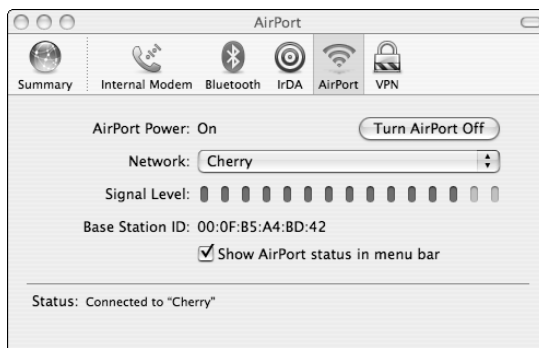 AirPort
Summary Internal Modem Bluetooth IrDA AirPort VPN
AirPort Power: On Turn AirPort Off
Network: Cherry
Signal Level:
Base Station ID: 00:0F:B5:A4:BD:42
Show AirPort status in menu bar
Status: Connected to “Cherry”